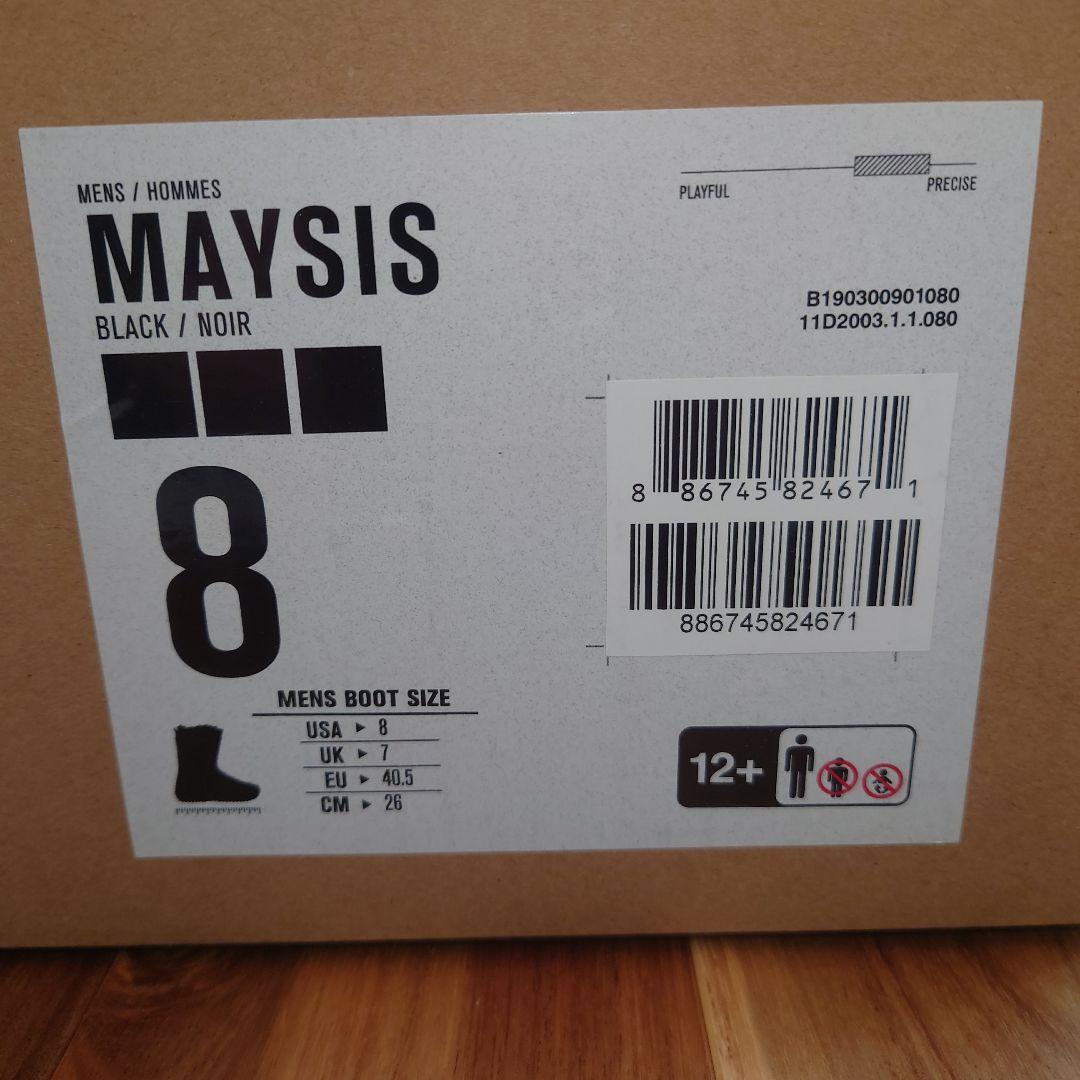 MENS / HOMMES
MAYSIS
BLACK / NOIR
PLAYFUL
PRECISE
B190300901080
11D2003.1.1.080
8 86745 82467 1
886745824671
8
MENS BOOT SIZE
USA ▶ 8
UK ▶ 7
EU ▶ 40.5
CM ▶ 26
12+